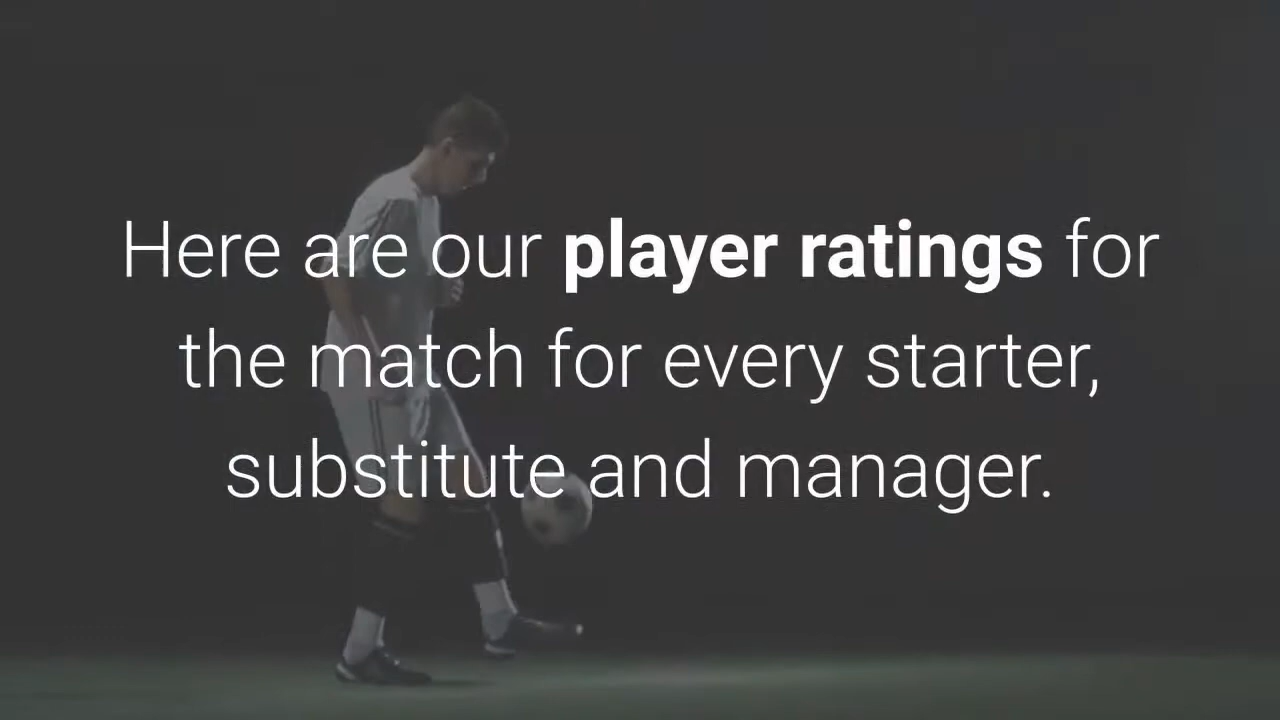 Here are our player ratings for
the match for every starter,
substitute and manager.